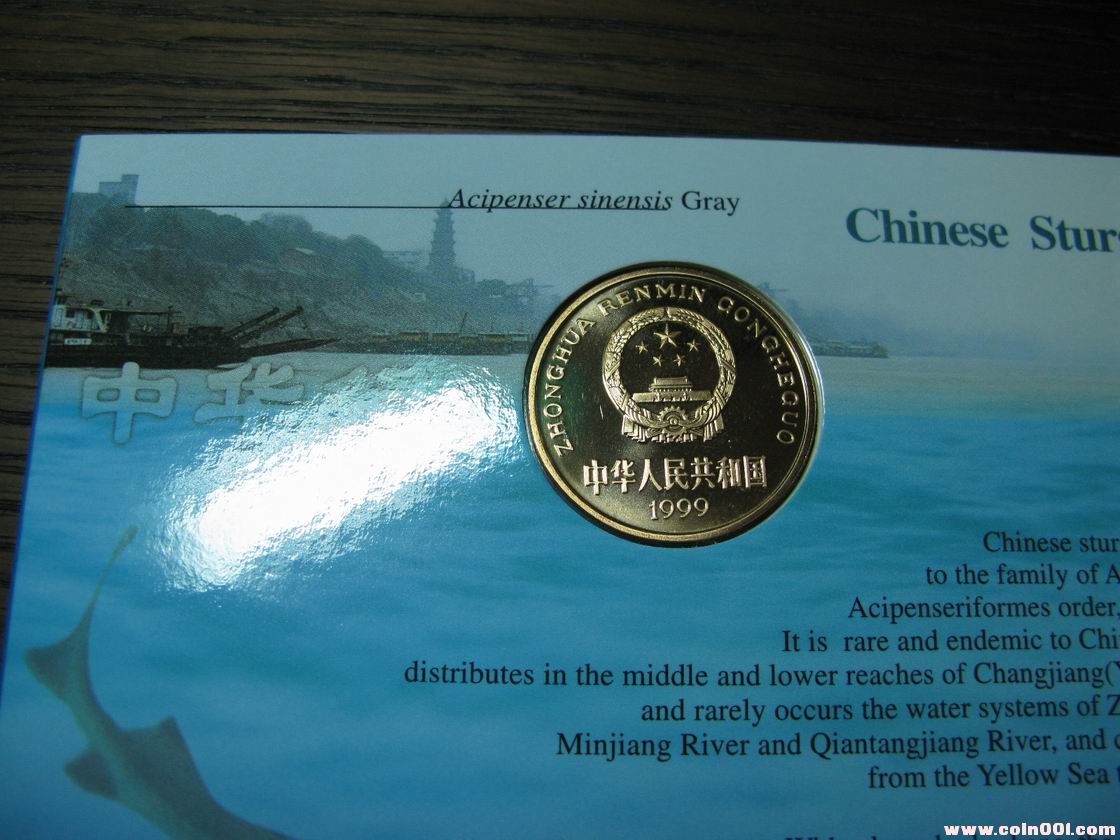 Acipenser sinensis Gray
Chinese
ZHONGHUA RENMIN GONGHEGUO
中华人民共和国
1999
中华
Chinese
to the family of
Acipenseriformes order,
It is rare and endemic to
distributes in the middle and lower reaches of Changjiang(
and rarely occurs the water systems of
Minjiang River and Qiantangjiang River, and
from the Yellow Sea
www.coin001.com